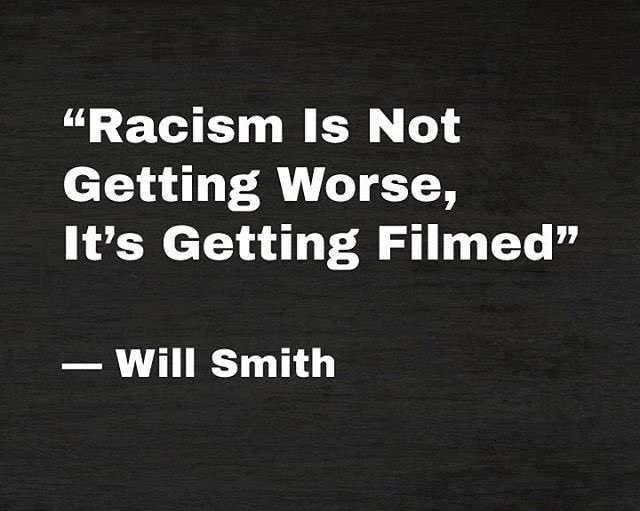 “Racism Is Not
Getting Worse,
It’s Getting Filmed”
— Will Smith